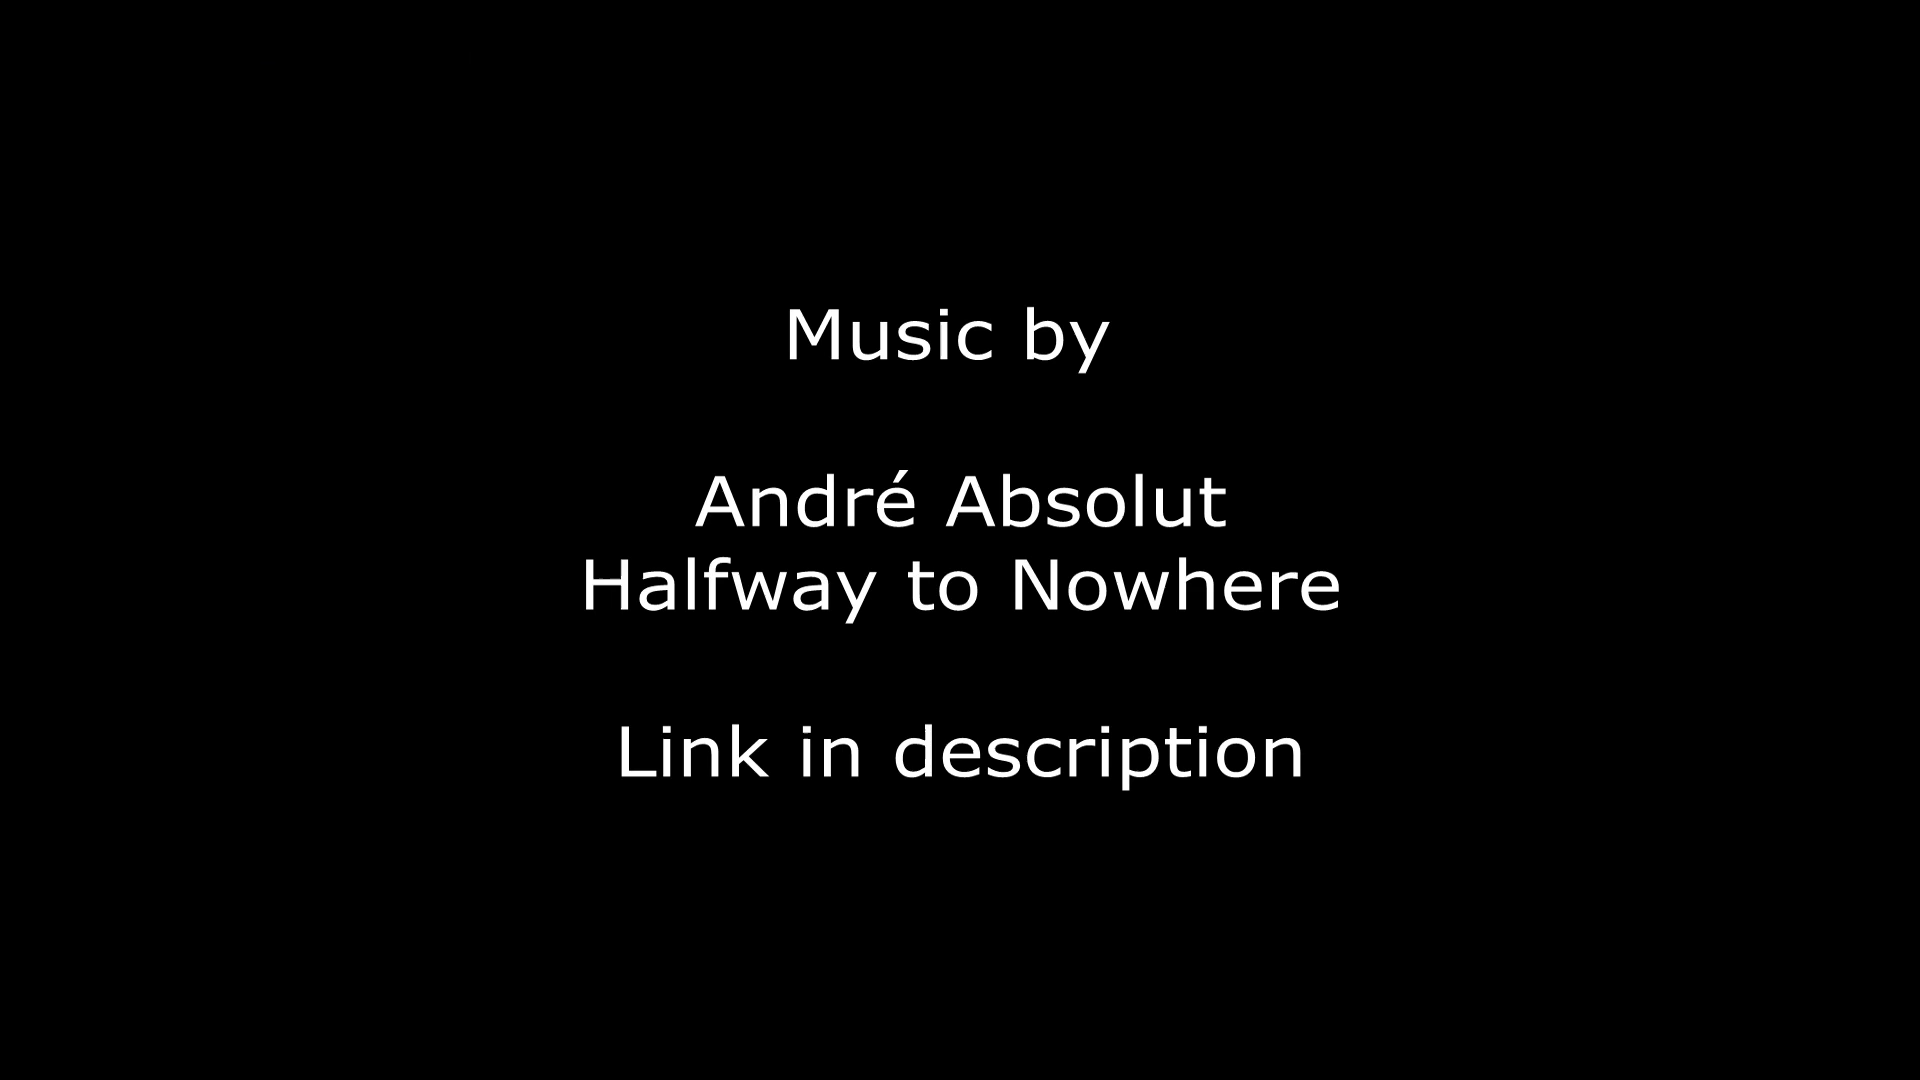 Music by
André Absolut
Halfway to Nowhere
Link in description